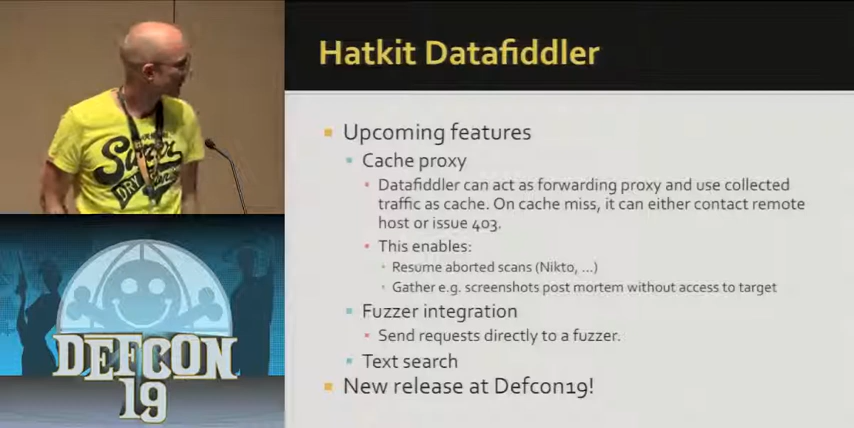 Hatkit Datafiddler
Upcoming features
Cache proxy
Datafiddler can act as forwarding proxy and use collected
traffic as cache. On cache miss, it can either contact remote
host or issue 403.
This enables:
Resume aborted scans (Nikto, ...)
Gather e.g. screenshots post mortem without access to target
Fuzzer integration
Send requests directly to a fuzzer.
Text search
New release at Defcon19!
DRY
DEFCON
19